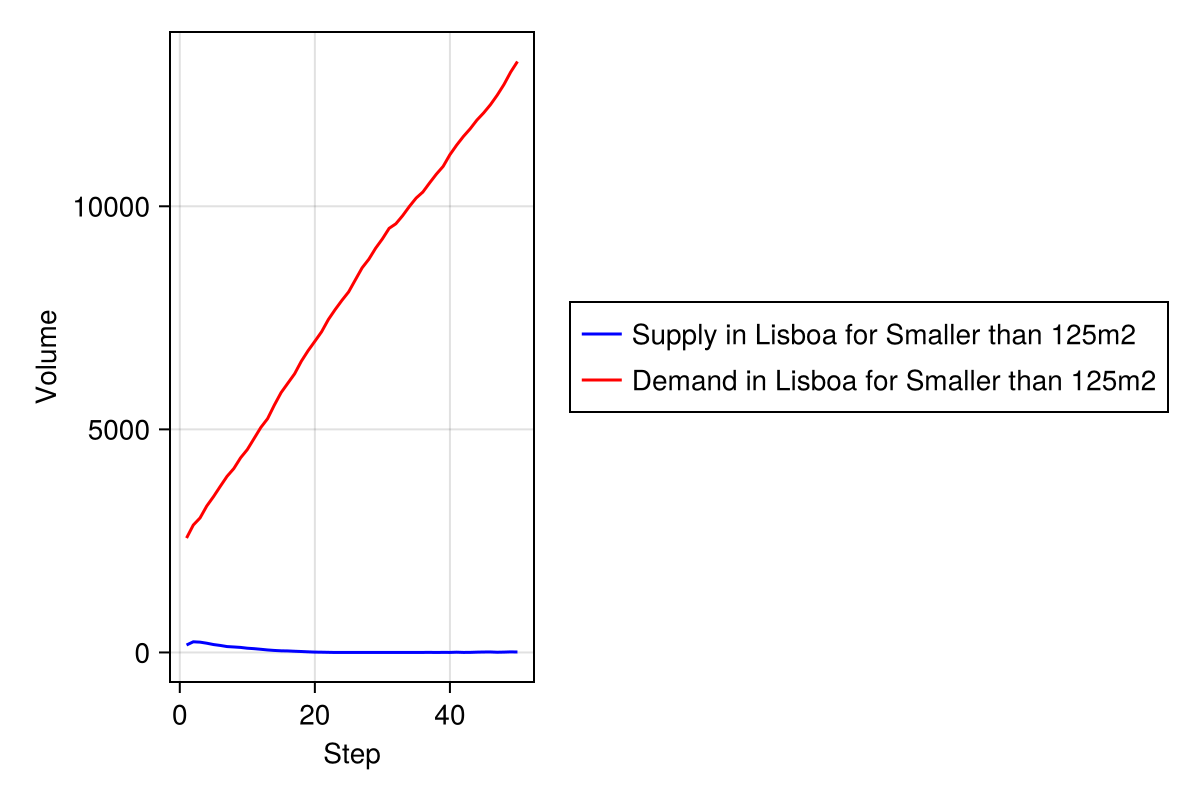 10000
5000
0
Volume
0 20 40
Step
Supply in Lisboa for Smaller than 125m2
Demand in Lisboa for Smaller than 125m2